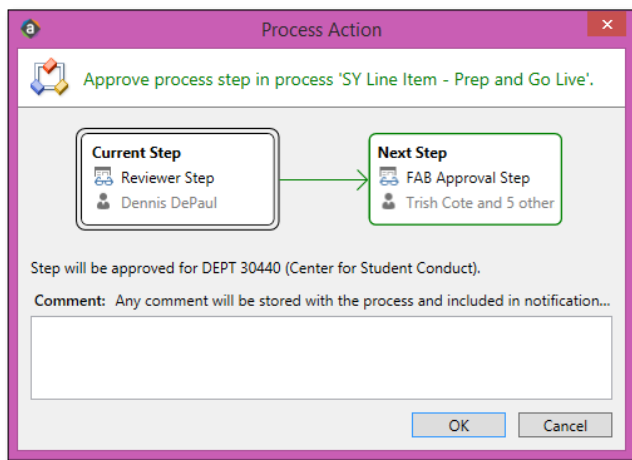 a
Process Action
×
Approve process step in process 'SY Line Item - Prep and Go Live'.
Current Step
Reviewer Step
Dennis DePaul
Next Step
FAB Approval Step
Trish Cote and 5 other
Step will be approved for DEPT 30440 (Center for Student Conduct).
Comment: Any comment will be stored with the process and included in notification...
OK
Cancel